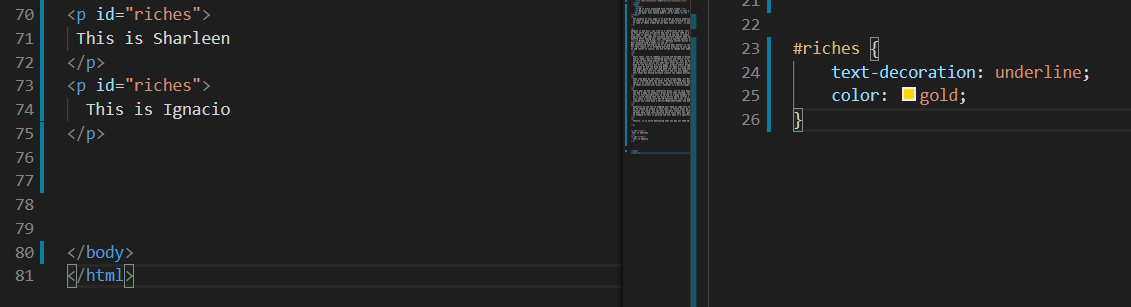 70 <p id="riches">
71 This is Sharleen
72 </p>
73 <p id="riches">
74 This is Ignacio
75 </p>
76
77
78
79
80 </body>
81 </html>
21
22
23 #riches {
24 text-decoration: underline;
25 color: gold;
26 }